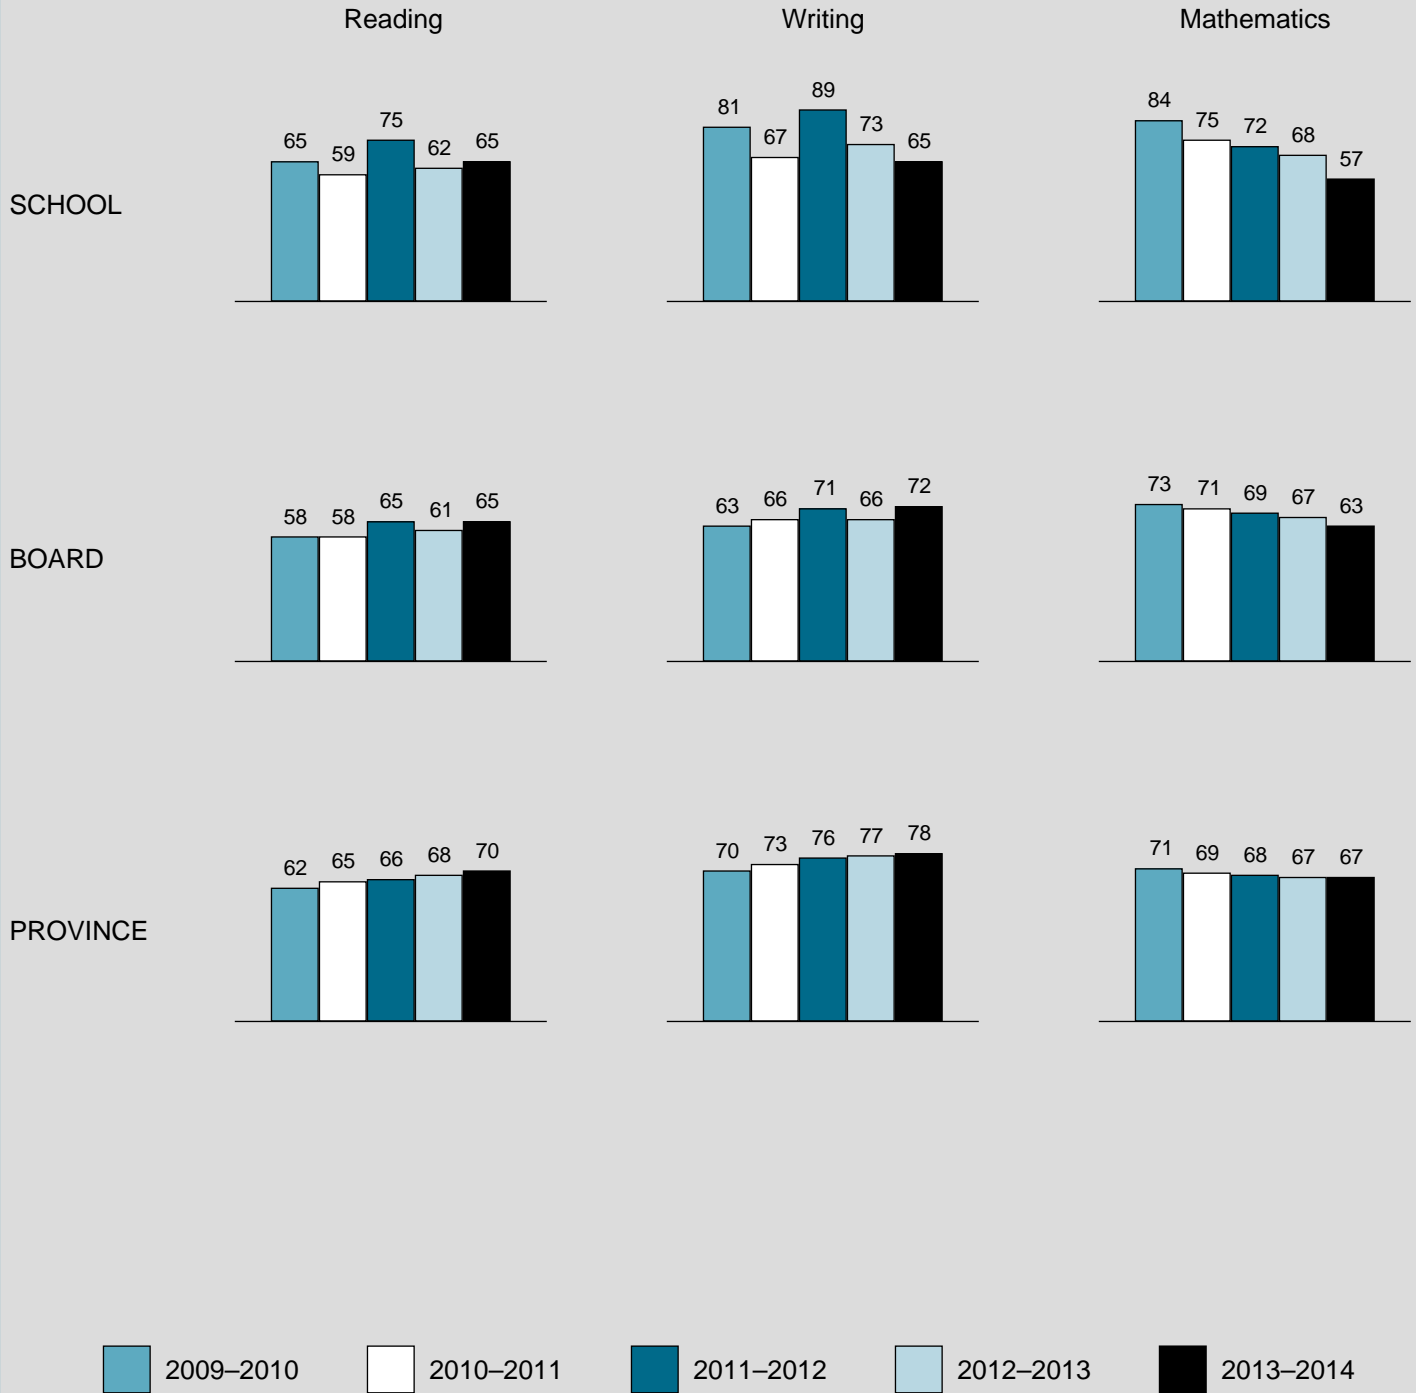 Reading Writing Mathematics
SCHOOL
65 59 75 62 65
81 67 89 73 65
84 75 72 68 57
BOARD
58 58 65 61 65
63 66 71 66 72
73 71 69 67 63
PROVINCE
62 65 66 68 70
70 73 76 77 78
71 69 68 67 67
2009–2010 2010–2011 2011–2012 2012–2013 2013–2014